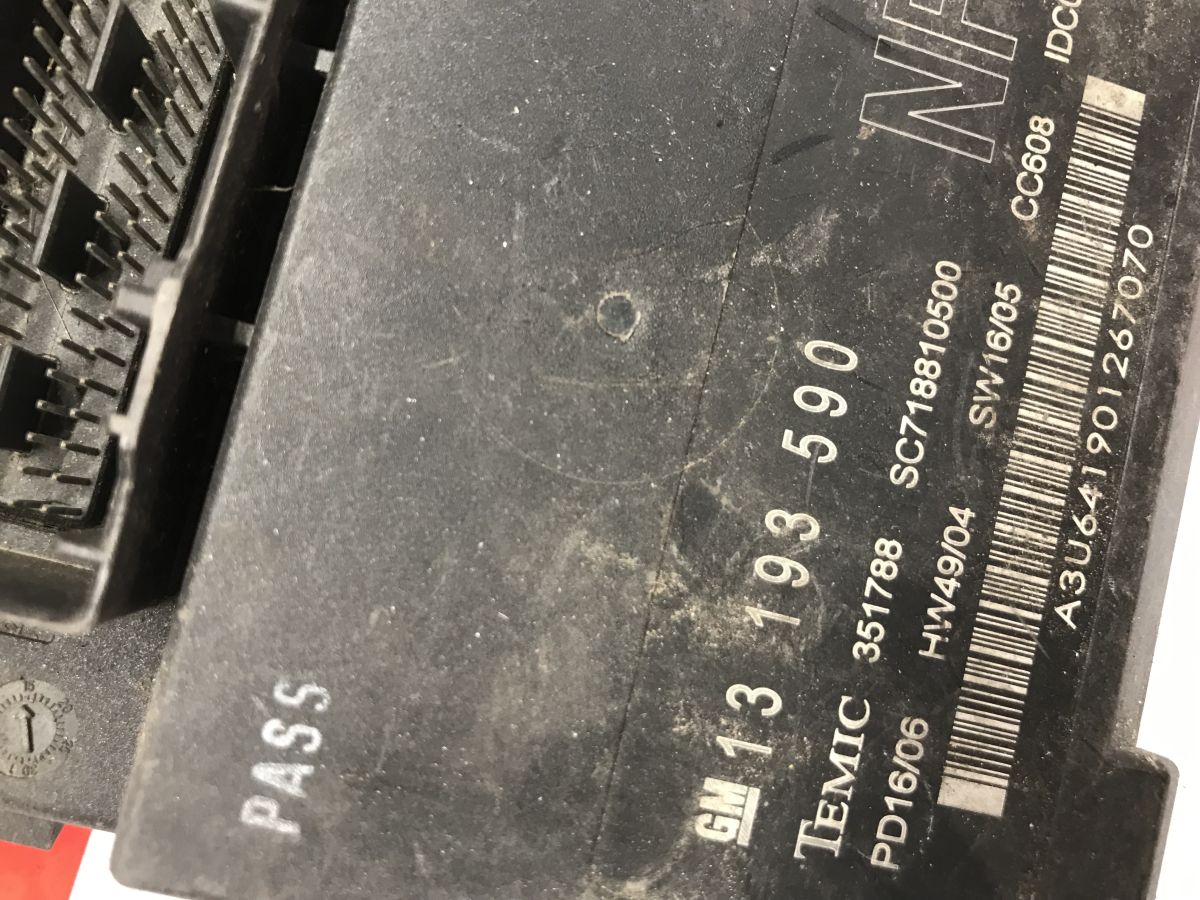 PASS
GM 13 193 590
TEMIC 351788 SC718810500
PD16/06 HW49/04 SW16/05 CC608
A3U641901267070